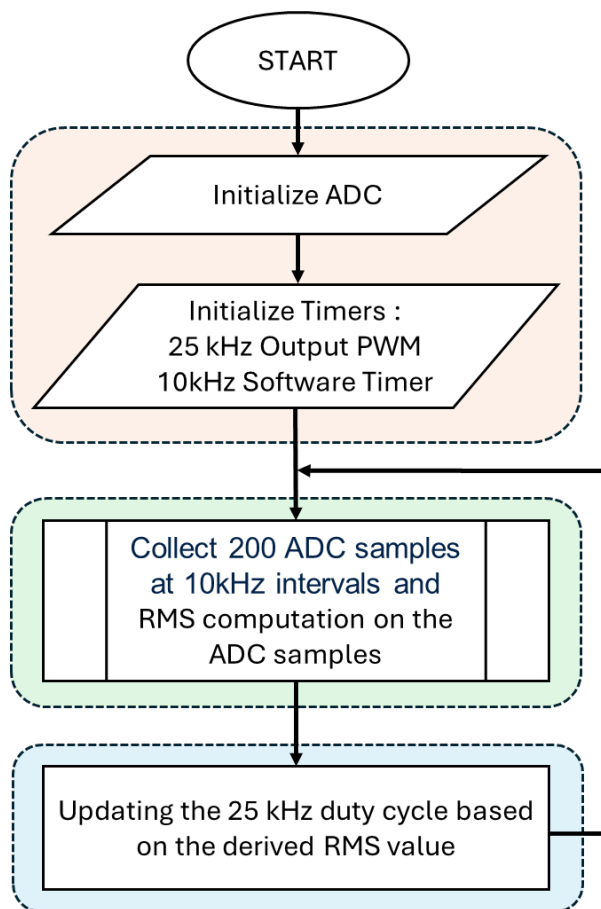 START
Initialize ADC
Initialize Timers :
25 kHz Output PWM
10kHz Software Timer
Collect 200 ADC samples
at 10kHz intervals and
RMS computation on the
ADC samples
Updating the 25 kHz duty cycle based
on the derived RMS value